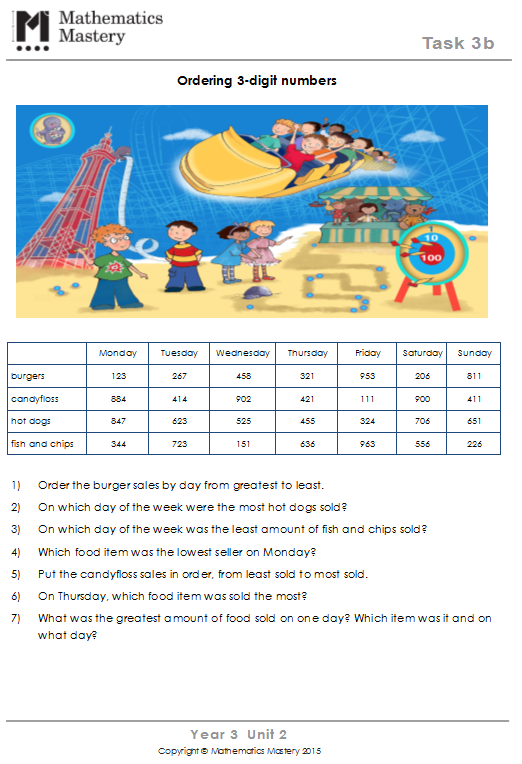 Mathematics
Mastery
Task 3b
Ordering 3-digit numbers
10
100
Monday Tuesday Wednesday Thursday Friday Saturday Sunday
burgers 123 267 458 321 953 206 811
candyfloss 884 414 902 421 111 900 411
hot dogs 847 623 525 455 324 706 651
fish and chips 344 723 151 636 963 556 226
1) Order the burger sales by day from greatest to least.
2) On which day of the week were the most hot dogs sold?
3) On which day of the week was the least amount of fish and chips sold?
4) Which food item was the lowest seller on Monday?
5) Put the candyfloss sales in order, from least sold to most sold.
6) On Thursday, which food item was sold the most?
7) What was the greatest amount of food sold on one day? Which item was it and on
what day?
Year 3 Unit 2
Copyright © Mathematics Mastery 2015